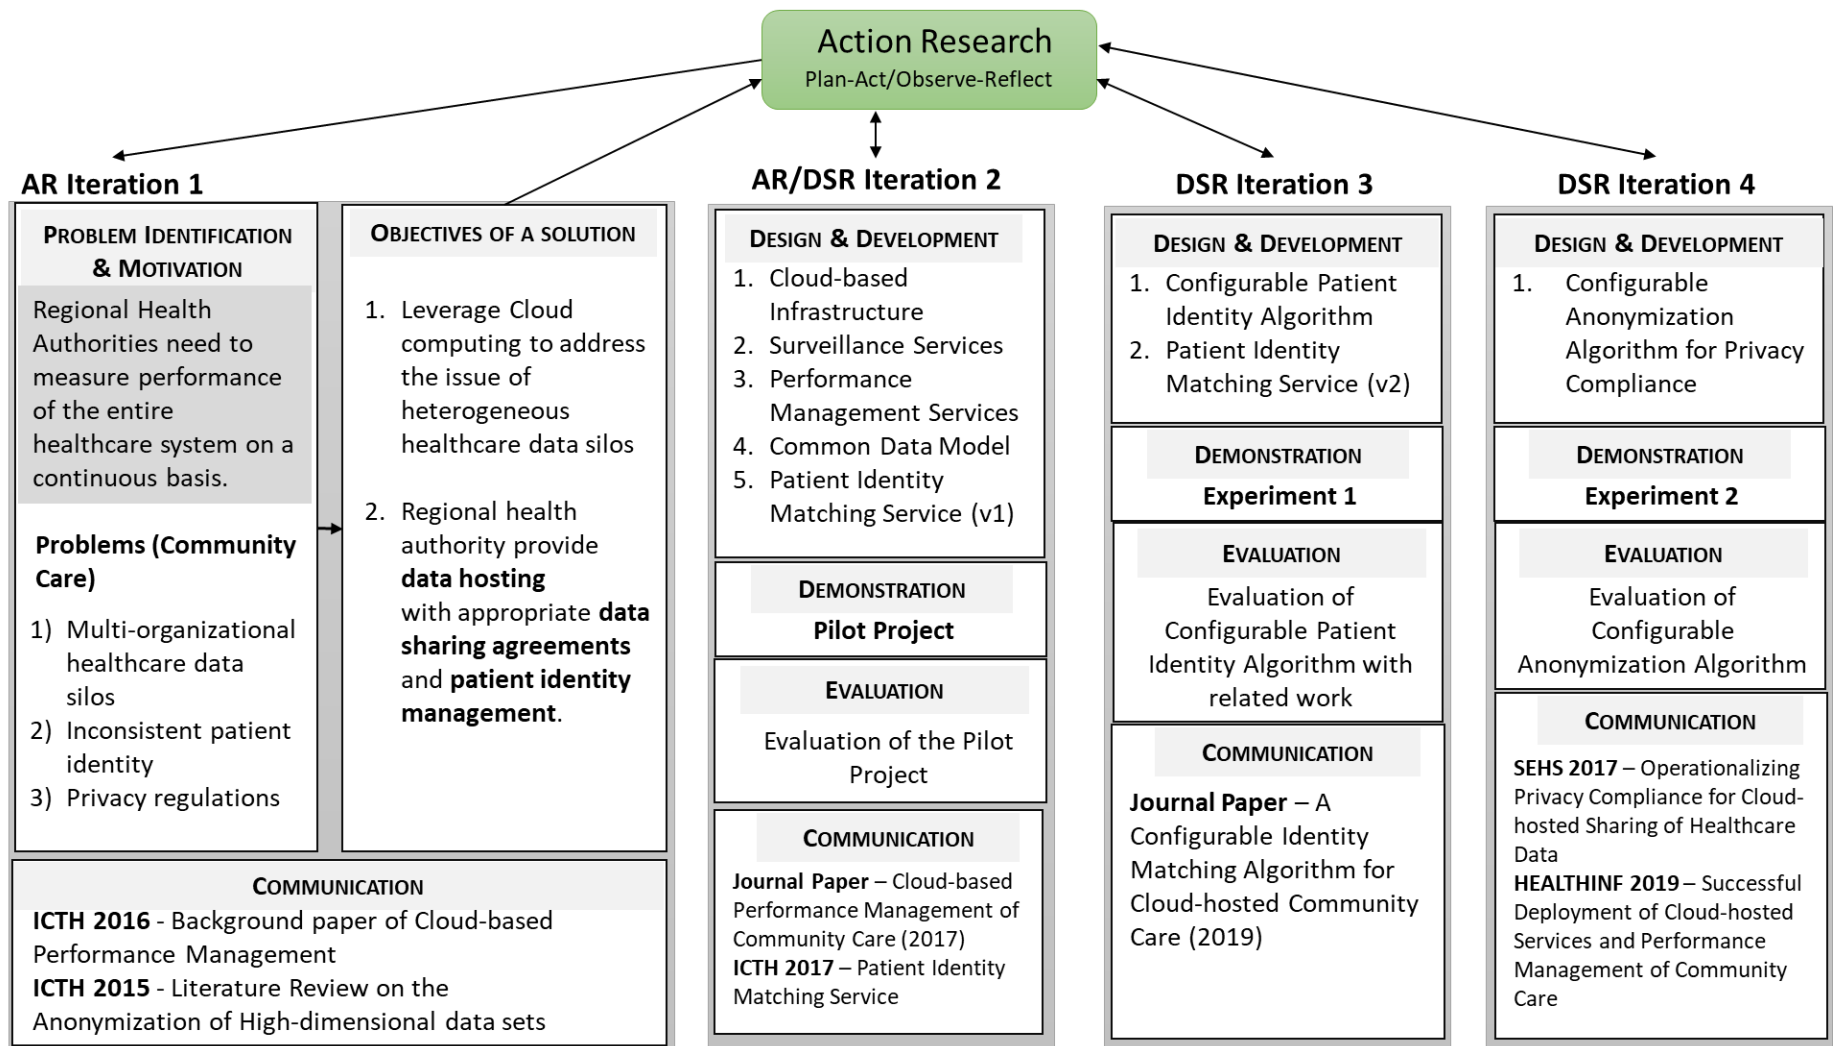 Action Research
Plan-Act/Observe-Reflect
AR Iteration 1
PROBLEM IDENTIFICATION
& MOTIVATION
Regional Health
Authorities need to
measure performance
of the entire
healthcare system on a
continuous basis.
Problems (Community
Care)
1) Multi-organizational
healthcare data
silos
2) Inconsistent patient
identity
3) Privacy regulations
OBJECTIVES OF A SOLUTION
1. Leverage Cloud
computing to address
the issue of
heterogeneous
healthcare data silos
2. Regional health
authority provide
data hosting
with appropriate data
sharing agreements
and patient identity
management.
COMMUNICATION
ICTH 2016 - Background paper of Cloud-based
Performance Management
ICTH 2015 - Literature Review on the
Anonymization of High-dimensional data sets
AR/DSR Iteration 2
DESIGN & DEVELOPMENT
1. Cloud-based
Infrastructure
2. Surveillance Services
3. Performance
Management Services
4. Common Data Model
5. Patient Identity
Matching Service (v1)
DEMONSTRATION
Pilot Project
EVALUATION
Evaluation of the Pilot
Project
COMMUNICATION
Journal Paper – Cloud-based
Performance Management of
Community Care (2017)
ICTH 2017 – Patient Identity
Matching Service
DSR Iteration 3
DESIGN & DEVELOPMENT
1. Configurable Patient
Identity Algorithm
2. Patient Identity
Matching Service (v2)
DEMONSTRATION
Experiment 1
EVALUATION
Evaluation of
Configurable Patient
Identity Algorithm with
related work
COMMUNICATION
Journal Paper – A
Configurable Identity
Matching Algorithm for
Cloud-hosted Community
Care (2019)
DSR Iteration 4
DESIGN & DEVELOPMENT
1. Configurable
Anonymization
Algorithm for Privacy
Compliance
DEMONSTRATION
Experiment 2
EVALUATION
Evaluation of
Configurable
Anonymization Algorithm
COMMUNICATION
SEHS 2017 – Operationalizing
Privacy Compliance for Cloud-
hosted Sharing of Healthcare
Data
HEALTHINF 2019 – Successful
Deployment of Cloud-hosted
Services and Performance
Management of Community
Care